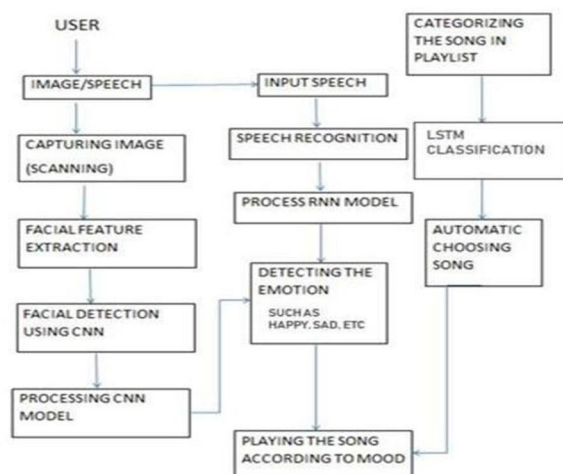 USER
IMAGE/SPEECH
CAPTURING IMAGE
(SCANNING)
FACIAL FEATURE
EXTRACTION
FACIAL DETECTION
USING CNN
PROCESSING CNN
MODEL
INPUT SPEECH
SPEECH RECOGNITION
PROCESS RNN MODEL
DETECTING THE
EMOTION
SUCH AS
HAPPY, SAD, ETC
PLAYING THE SONG
ACCORDING TO MOOD
CATEGORIZING
THE SONG IN
PLAYLIST
LSTM
CLASSIFICATION
AUTOMATIC
CHOOSING
SONG